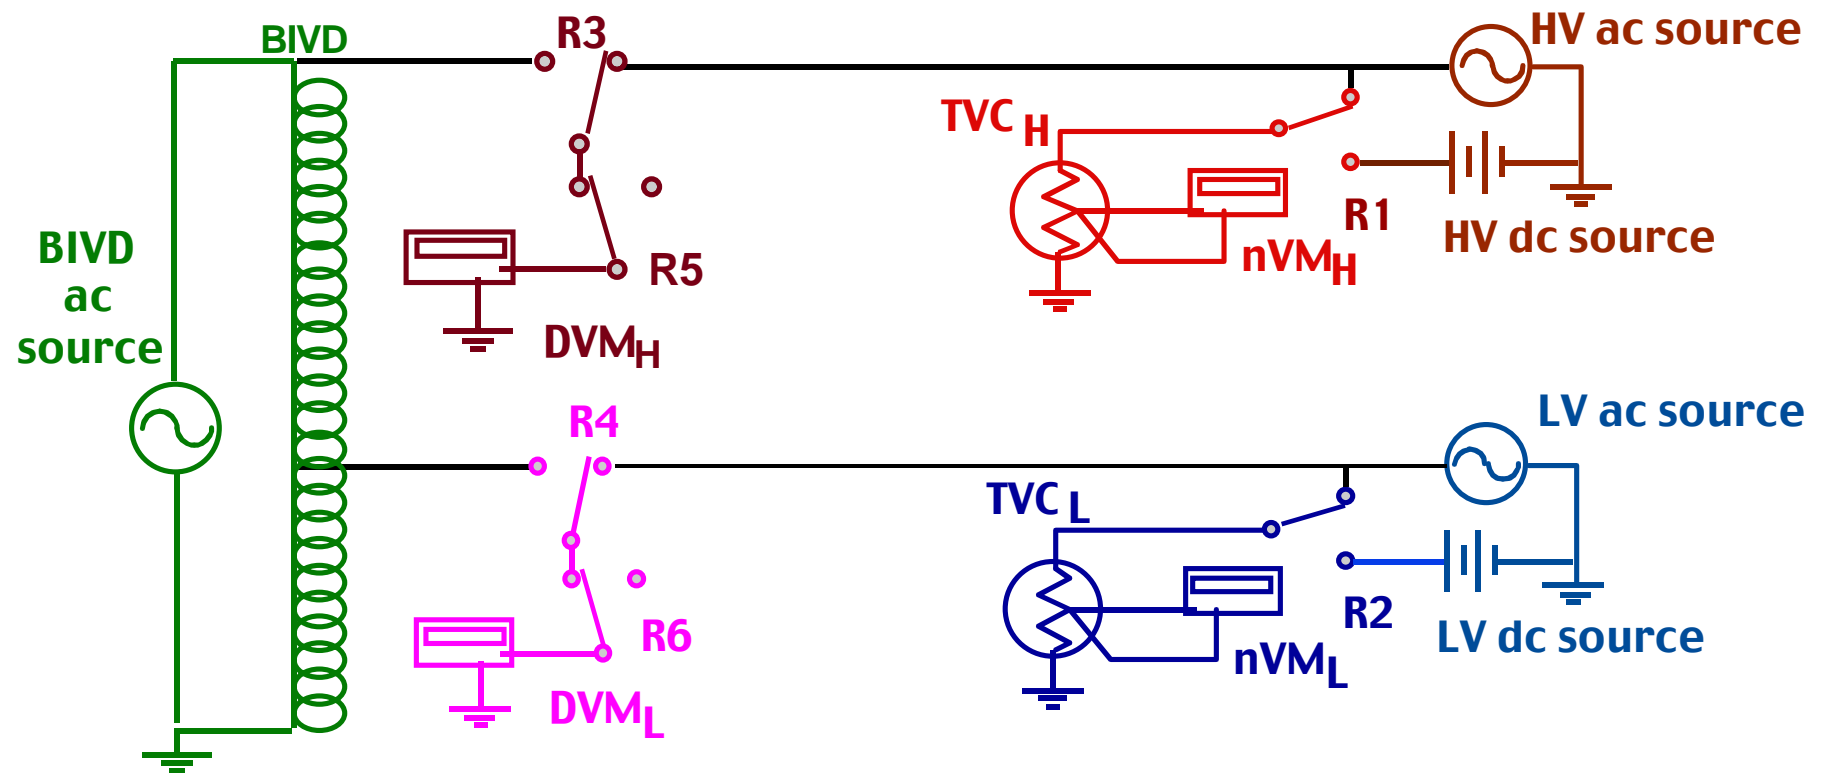 BIVD
R3
HV ac source
TVC H
BIVD
ac
source
R1
HV dc source
R5
nVMH
DVMH
R4
LV ac source
TVC L
R6
R2
LV dc source
nVML
DVML